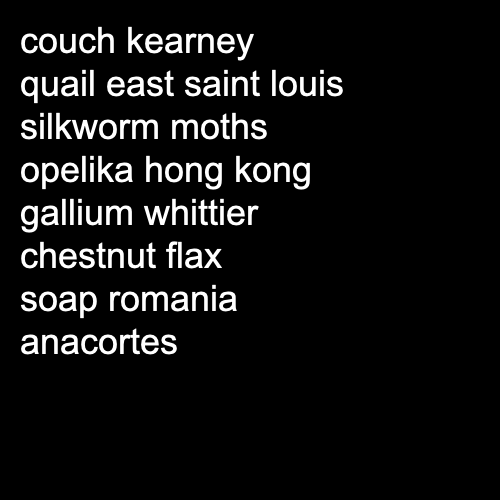 couch kearney
quail east saint louis
silkworm moths
opelika hong kong
gallium whittier
chestnut flax
soap romania
anacortes